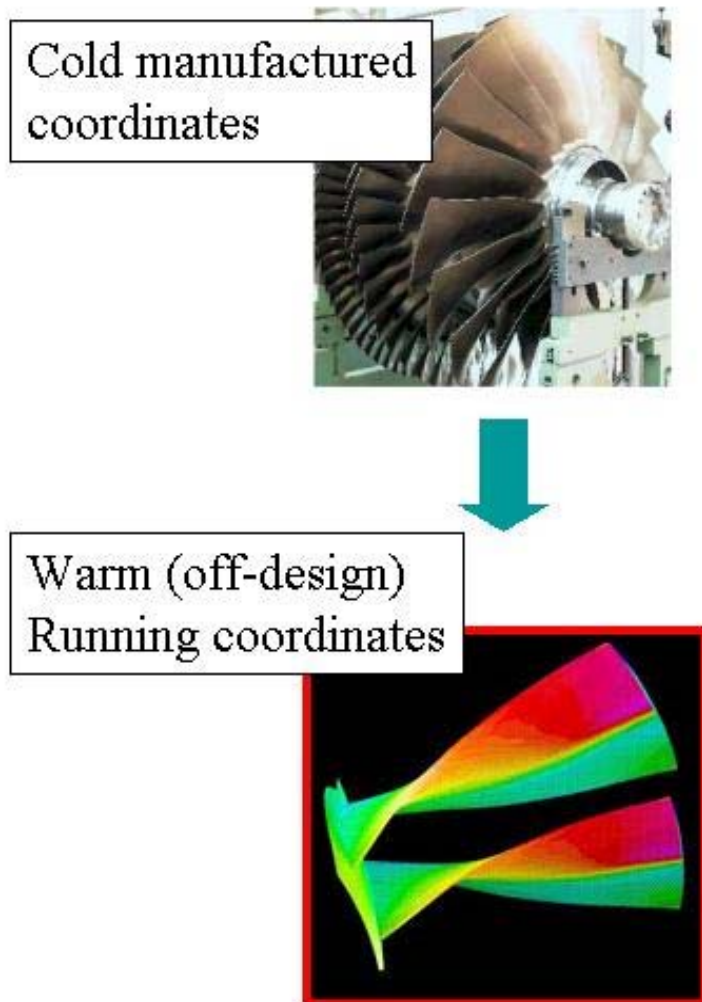 Cold manufactured
coordinates
Warm (off-design)
Running coordinates